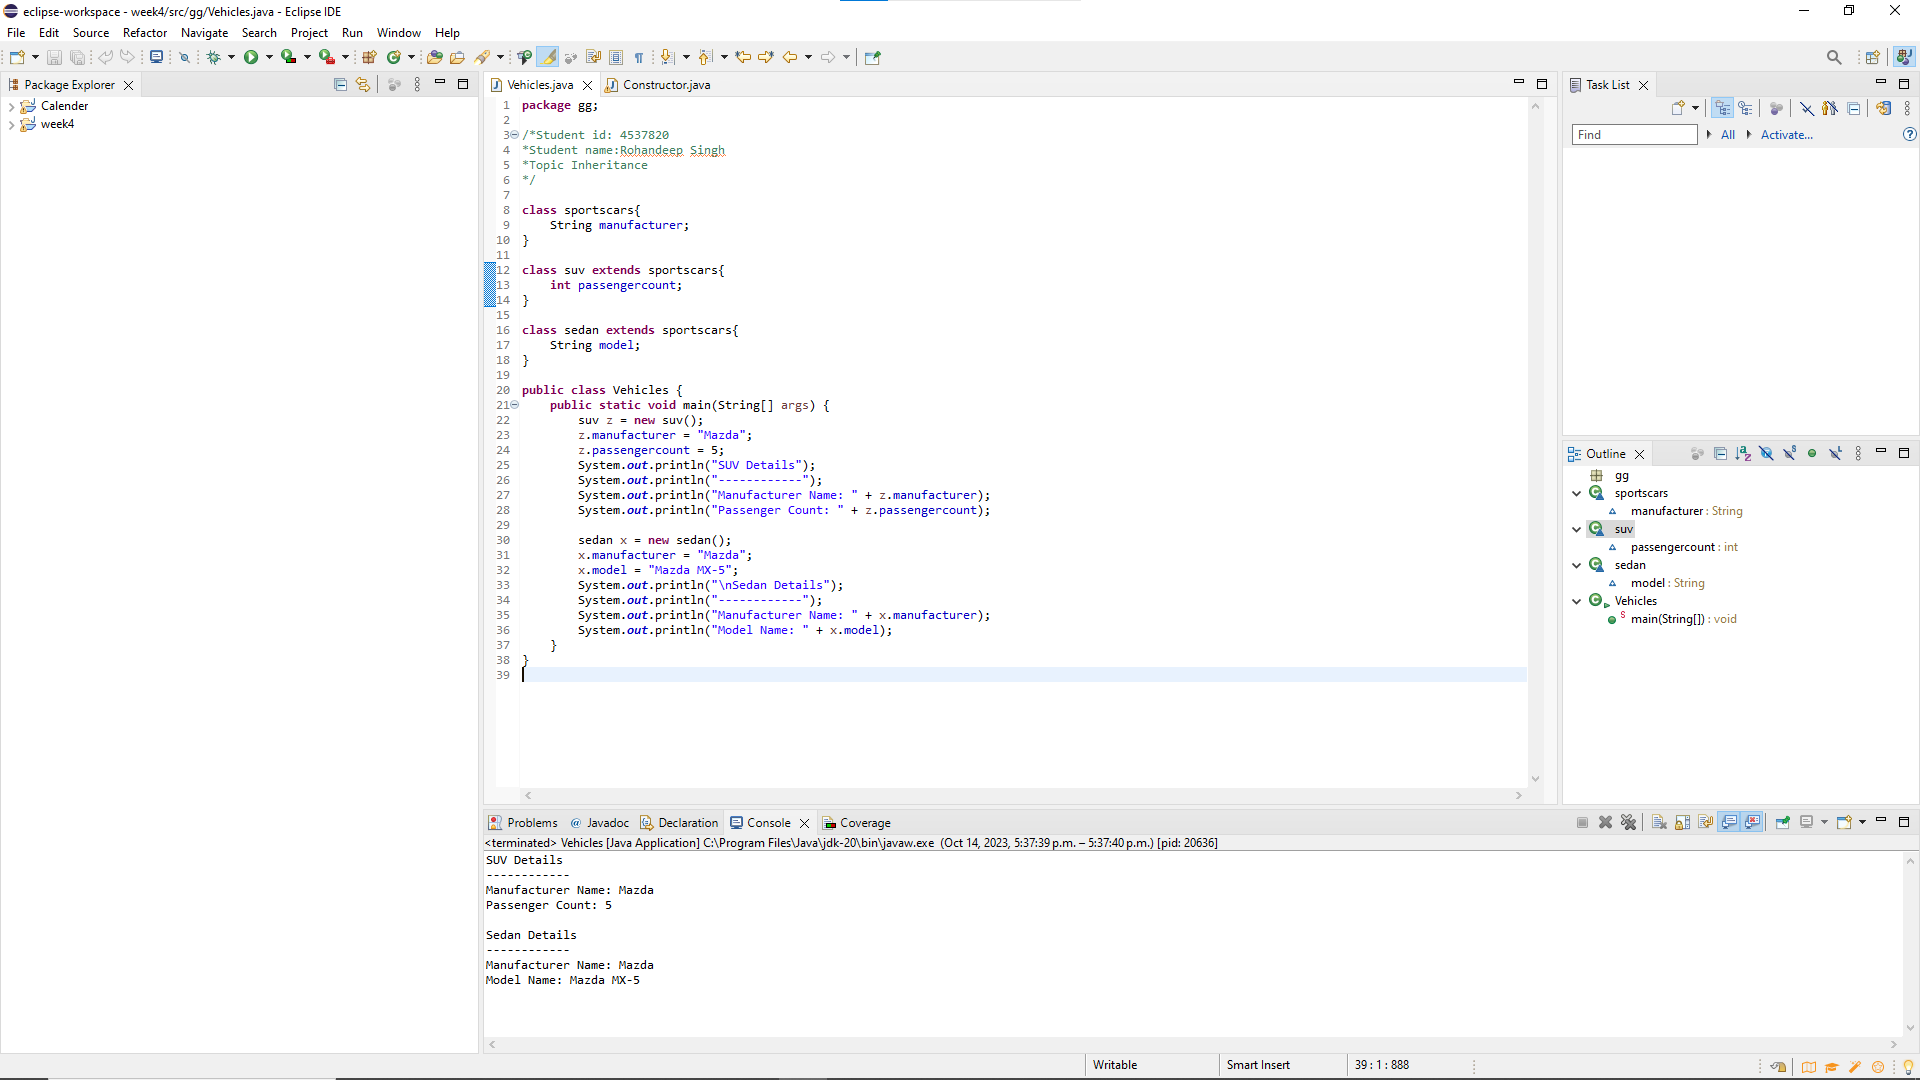 eclipse-workspace - week4/src/gg/Vehicles.java - Eclipse IDE
File Edit Source Refactor Navigate Search Project Run Window Help
Package Explorer
Calender
week4
Vehicles.java Constructor.java
1 package gg;
2
3 /*Student id: 4537820
4 *Student name:Rohandeep Singh
5 *Topic Inheritance
6 */
7
8 class sportscars{
9 String manufacturer;
10 }
11
12 class suv extends sportscars{
13 int passengercount;
14 }
15
16 class sedan extends sportscars{
17 String model;
18 }
19
20 public class Vehicles {
21 public static void main(String[] args) {
22 suv z = new suv();
23 z.manufacturer = "Mazda";
24 z.passengercount = 5;
25 System.out.println("SUV Details");
26 System.out.println("------------");
27 System.out.println("Manufacturer Name: " + z.manufacturer);
28 System.out.println("Passenger Count: " + z.passengercount);
29
30 sedan x = new sedan();
31 x.manufacturer = "Mazda";
32 x.model = "Mazda MX-5";
33 System.out.println("\nSedan Details");
34 System.out.println("------------");
35 System.out.println("Manufacturer Name: " + x.manufacturer);
36 System.out.println("Model Name: " + x.model);
37 }
38 }
39
Task List
Find All Activate...
Outline
gg
sportscars
manufacturer : String
suv
passengercount : int
sedan
model : String
Vehicles
main(String[]) : void
Problems Javadoc Declaration Console Coverage
<terminated> Vehicles [Java Application] C:\Program Files\Java\jdk-20\bin\javaw.exe (Oct 14, 2023, 5:37:39 p.m. – 5:37:40 p.m.) [pid: 20636]
SUV Details
------------
Manufacturer Name: Mazda
Passenger Count: 5
Sedan Details
------------
Manufacturer Name: Mazda
Model Name: Mazda MX-5
Writable Smart Insert 39 : 1 : 888